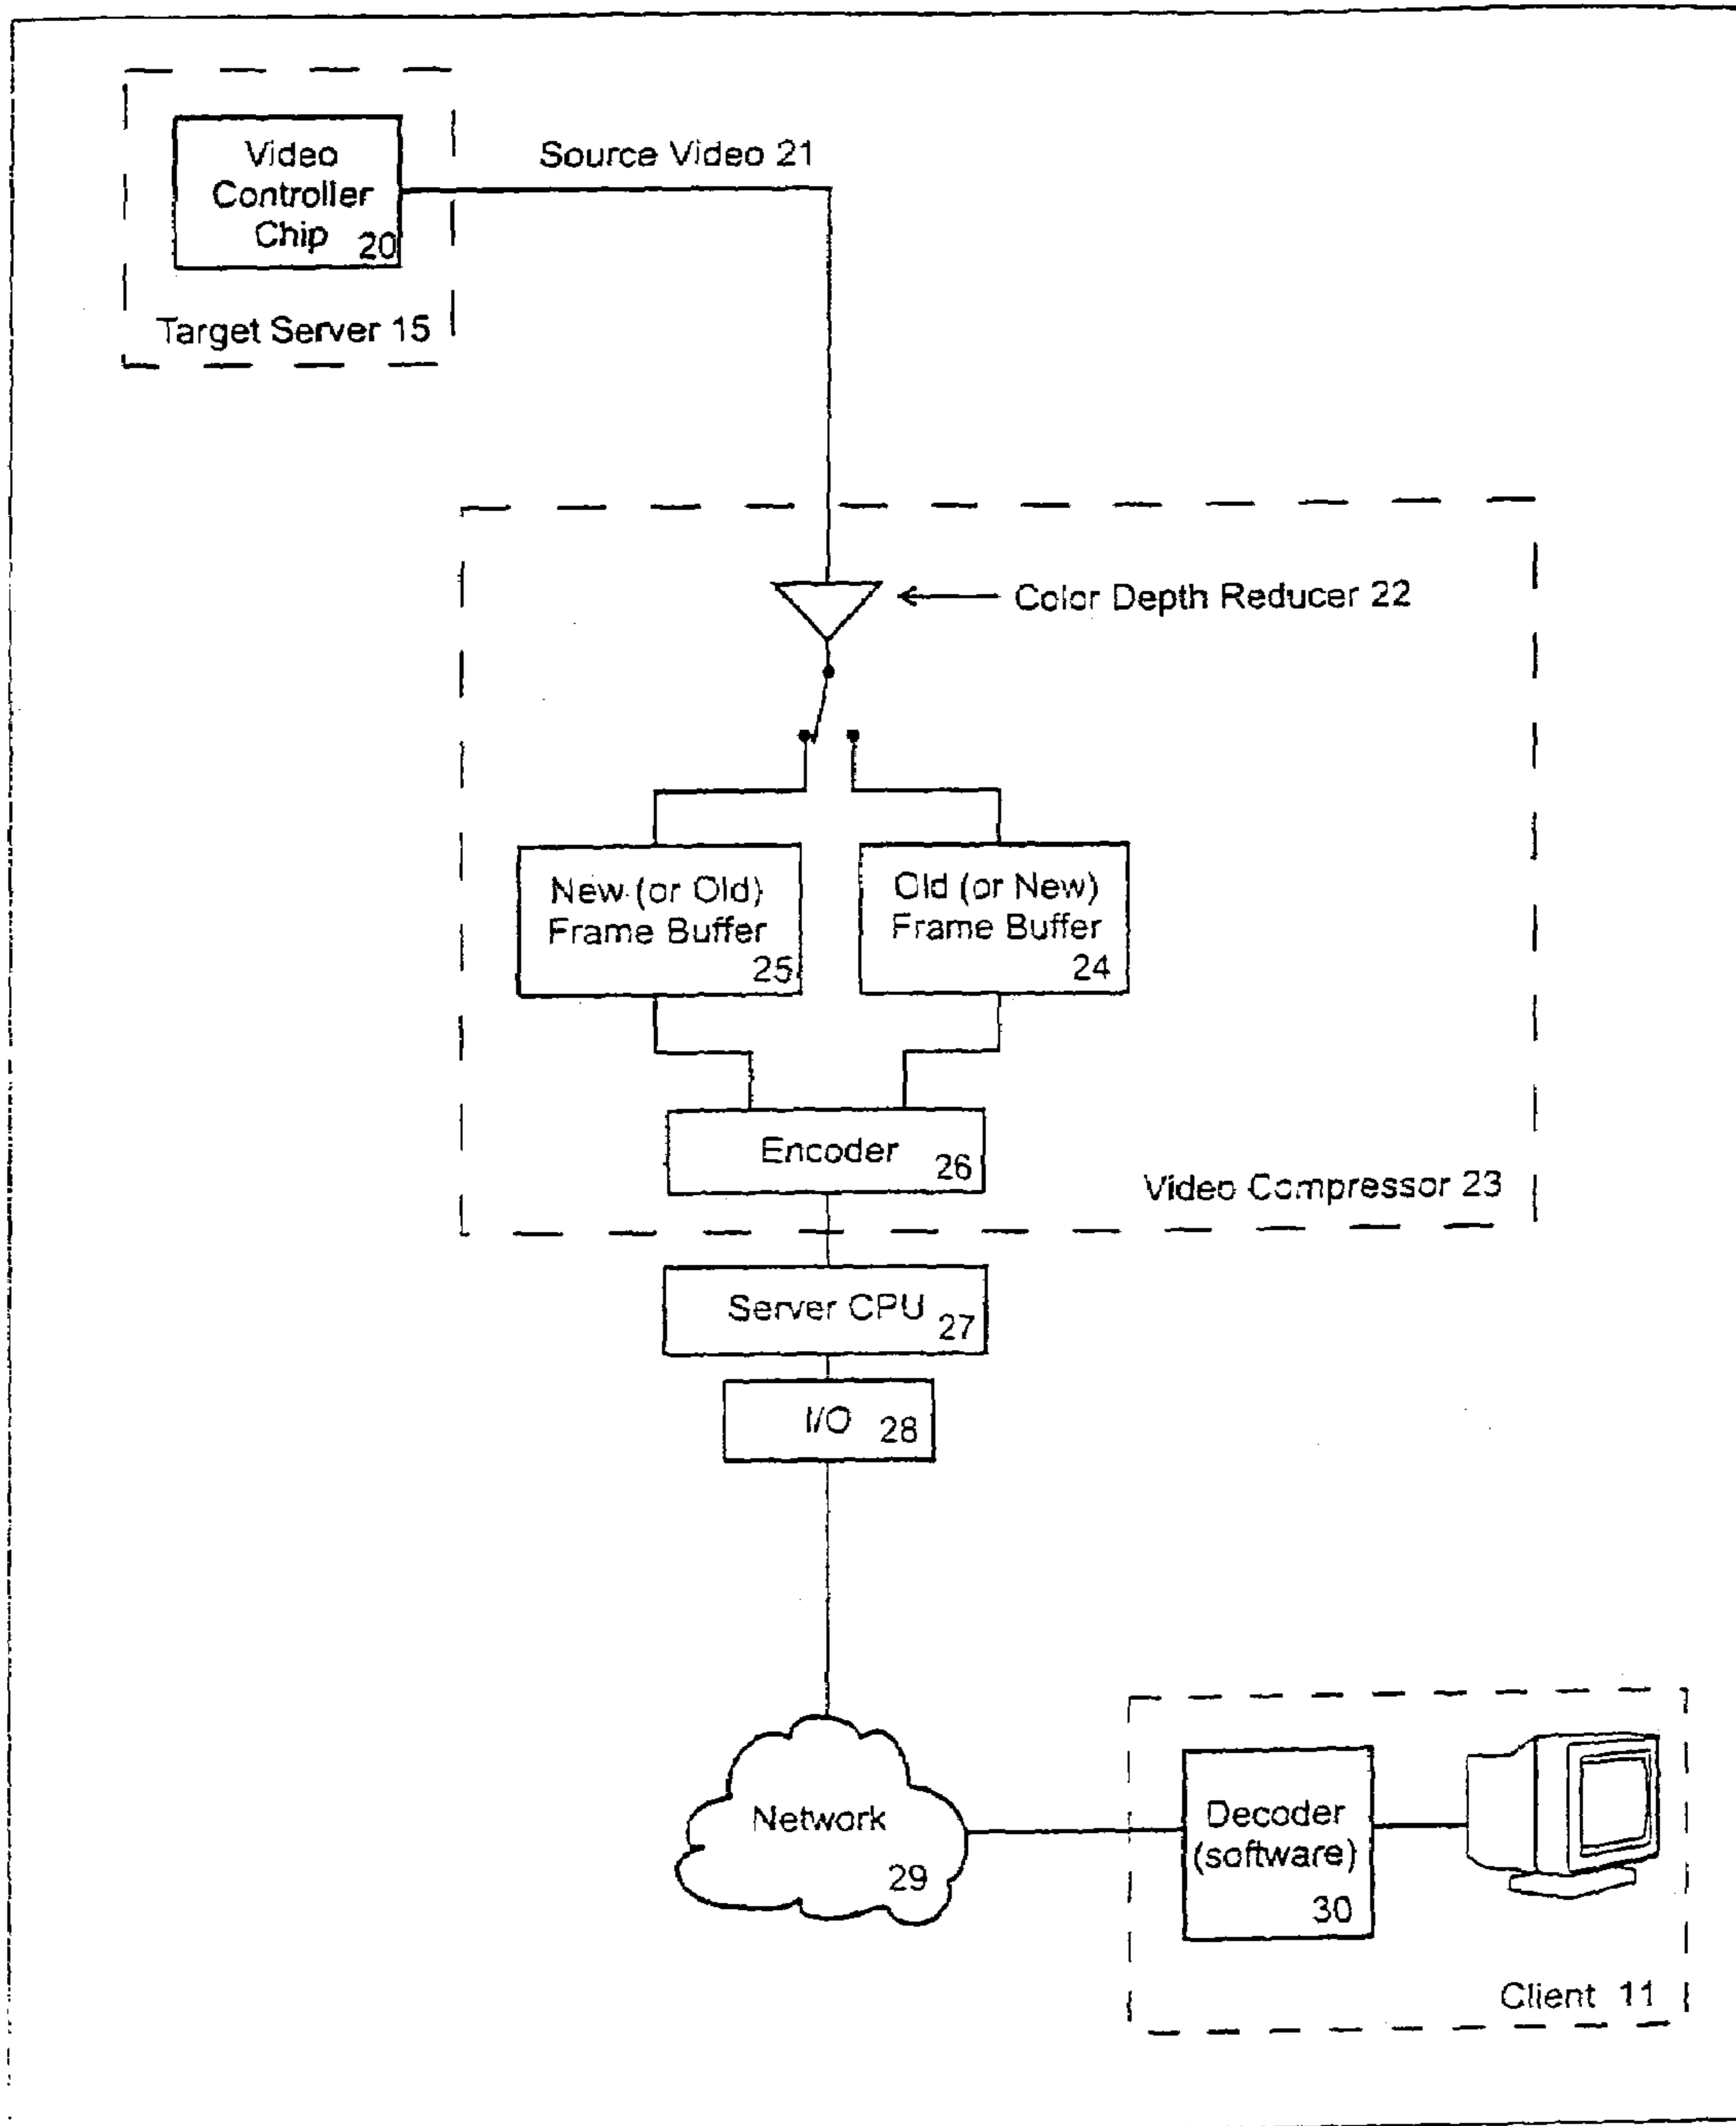 Video
Controller
Chip 20
Source Video 21
Target Server 15
Color Depth Reducer 22
New (or Old)
Frame Buffer
25
Old (or New)
Frame Buffer
24
Encoder 26
Video Compressor 23
Server CPU 27
I/O 28
Network
29
Decoder
(software)
30
Client 11